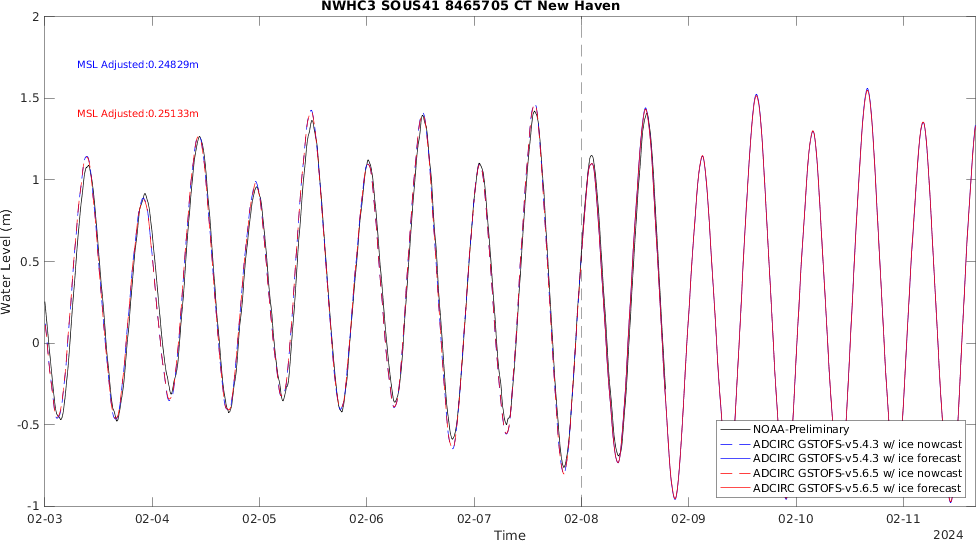 NWHC3 SOUS41 8465705 CT New Haven
2
1.5
1
0.5
0
-0.5
-1
Water Level (m)
MSL Adjusted:0.24829m
MSL Adjusted:0.25133m
NOAA-Preliminary
ADCIRC GSTOFS-v5.4.3 w/ ice nowcast
ADCIRC GSTOFS-v5.4.3 w/ ice forecast
ADCIRC GSTOFS-v5.6.5 w/ ice nowcast
ADCIRC GSTOFS-v5.6.5 w/ ice forecast
02-03 02-04 02-05 02-06 02-07 02-08 02-09 02-10 02-11
Time
2024